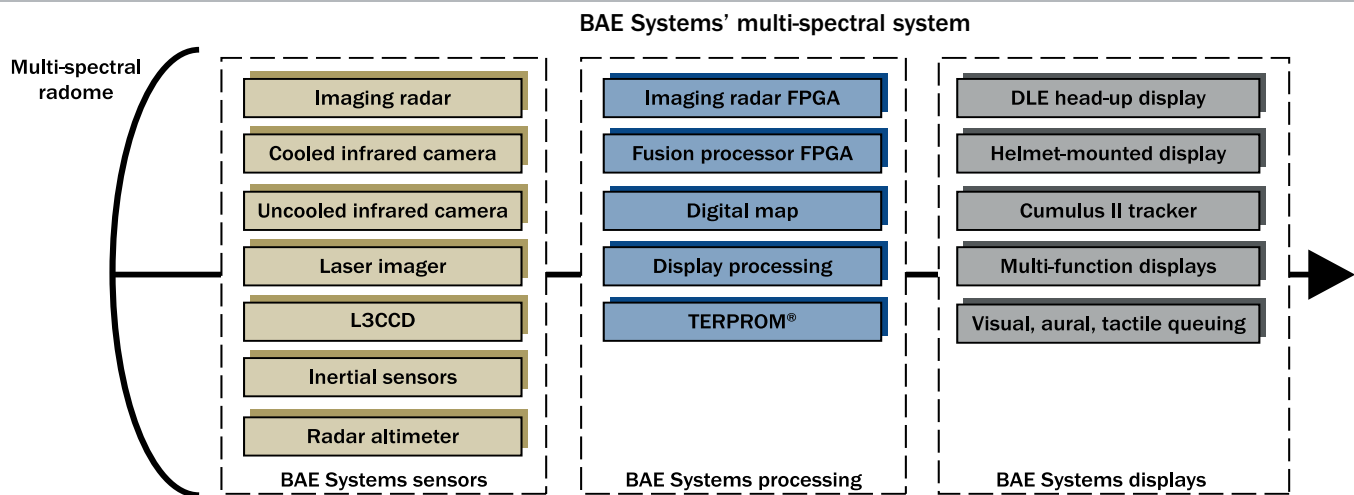 BAE Systems’ multi-spectral system
Multi-spectral
radome
Imaging radar
Cooled infrared camera
Uncooled infrared camera
Laser imager
L3CCD
Inertial sensors
Radar altimeter
BAE Systems sensors
Imaging radar FPGA
Fusion processor FPGA
Digital map
Display processing
TERPROM®
BAE Systems processing
DLE head-up display
Helmet-mounted display
Cumulus II tracker
Multi-function displays
Visual, aural, tactile queuing
BAE Systems displays